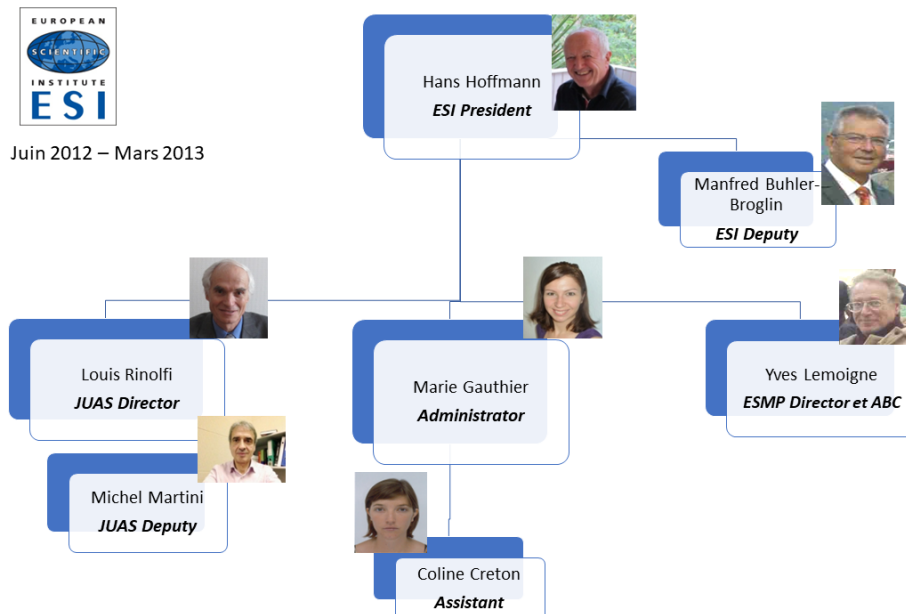 EUROPEAN
SCIENTIFIC
INSTITUTE
ESI
Juin 2012 – Mars 2013
Hans Hoffmann
ESI President
Manfred Buhler-
Broglin
ESI Deputy
Louis Rinolfi
JUAS Director
Marie Gauthier
Administrator
Yves Lemoigne
ESMP Director et ABC
Michel Martini
JUAS Deputy
Coline Creton
Assistant